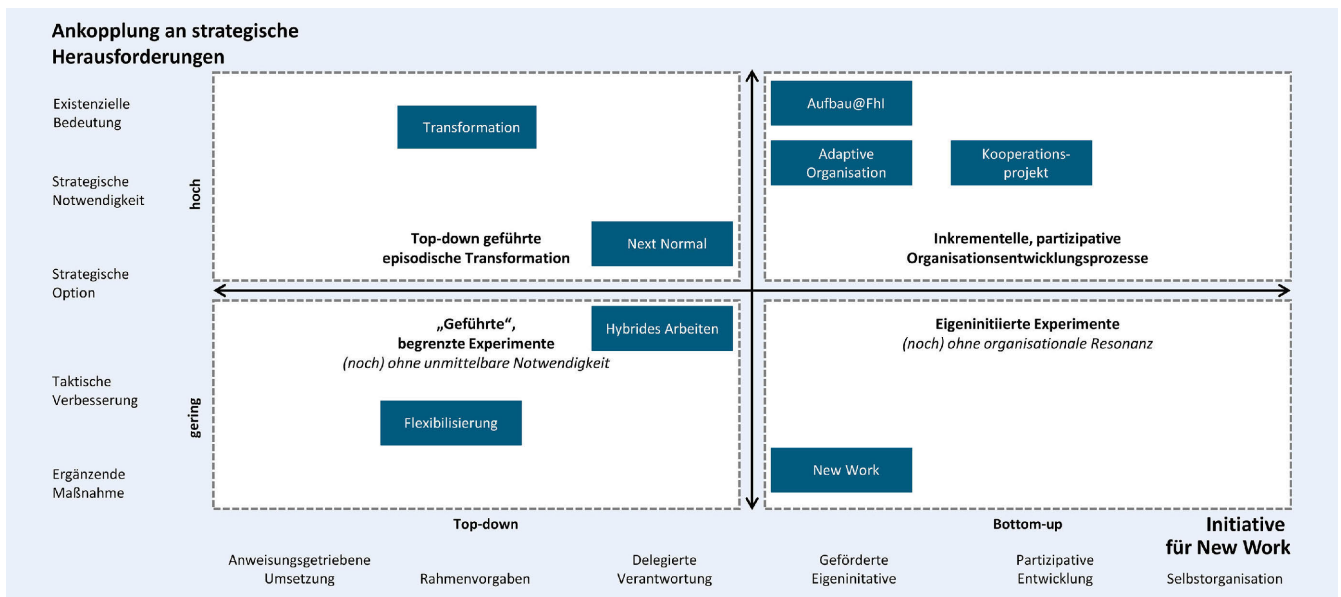 Ankopplung an strategische
Herausforderungen
Existenzielle
Bedeutung
Strategische
Notwendigkeit
Strategische
Option
Taktische
Verbesserung
Ergänzende
Maßnahme
hoch
gering
Transformation
Next Normal
Top-down geführte
episodische Transformation
Aufbau@FhI
Adaptive
Organisation
Kooperations-
projekt
Inkrementelle, partizipative
Organisationsentwicklungsprozesse
„Geführte“,
begrenzte Experimente
(noch) ohne unmittelbare Notwendigkeit
Hybrides Arbeiten
Flexibilisierung
Eigeninitiierte Experimente
(noch) ohne organisationale Resonanz
New Work
Top-down
Bottom-up
Initiative
für New Work
Anweisungsgetriebene
Umsetzung
Rahmenvorgaben
Delegierte
Verantwortung
Geförderte
Eigeninitative
Partizipative
Entwicklung
Selbstorganisation